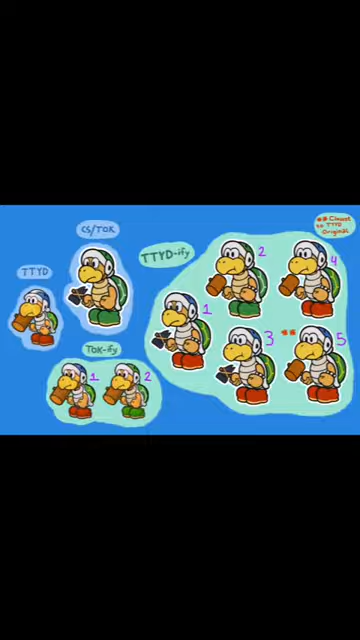 ** Closest
to TTYD
Original
CS/TOK
TTYD-ify
2
4
TTYD
1
3
**
5
TOK-ify
1
2